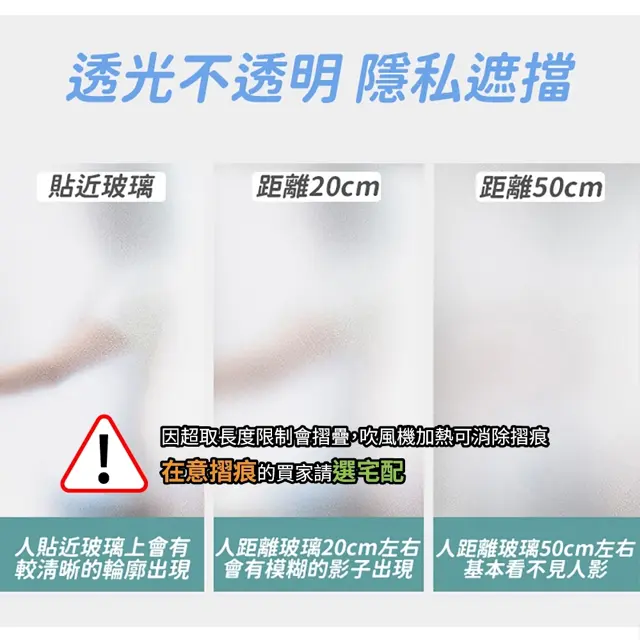 透光不透明 隱私遮擋
貼近玻璃
距離20cm
距離50cm
因超取長度限制會摺疊,吹風機加熱可消除摺痕
在意摺痕的買家請選宅配
人貼近玻璃上會有
較清晰的輪廓出現
人距離玻璃20cm左右
會有模糊的影子出現
人距離玻璃50cm左右
基本看不見人影